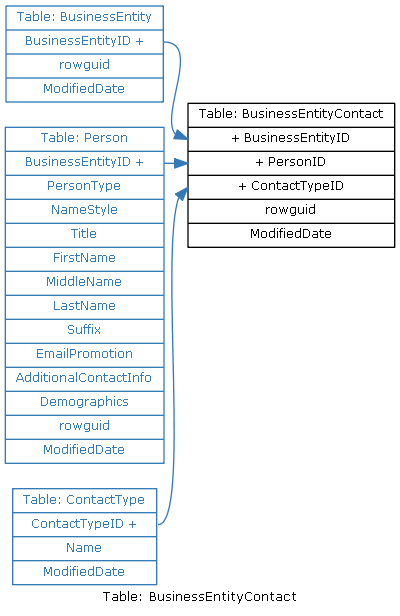 Table: BusinessEntity
BusinessEntityID +
rowguid
ModifiedDate
Table: Person
BusinessEntityID +
PersonType
NameStyle
Title
FirstName
MiddleName
LastName
Suffix
EmailPromotion
AdditionalContactInfo
Demographics
rowguid
ModifiedDate
Table: ContactType
ContactTypeID +
Name
ModifiedDate
Table: BusinessEntityContact
+ BusinessEntityID
+ PersonID
+ ContactTypeID
rowguid
ModifiedDate
Table: BusinessEntityContact